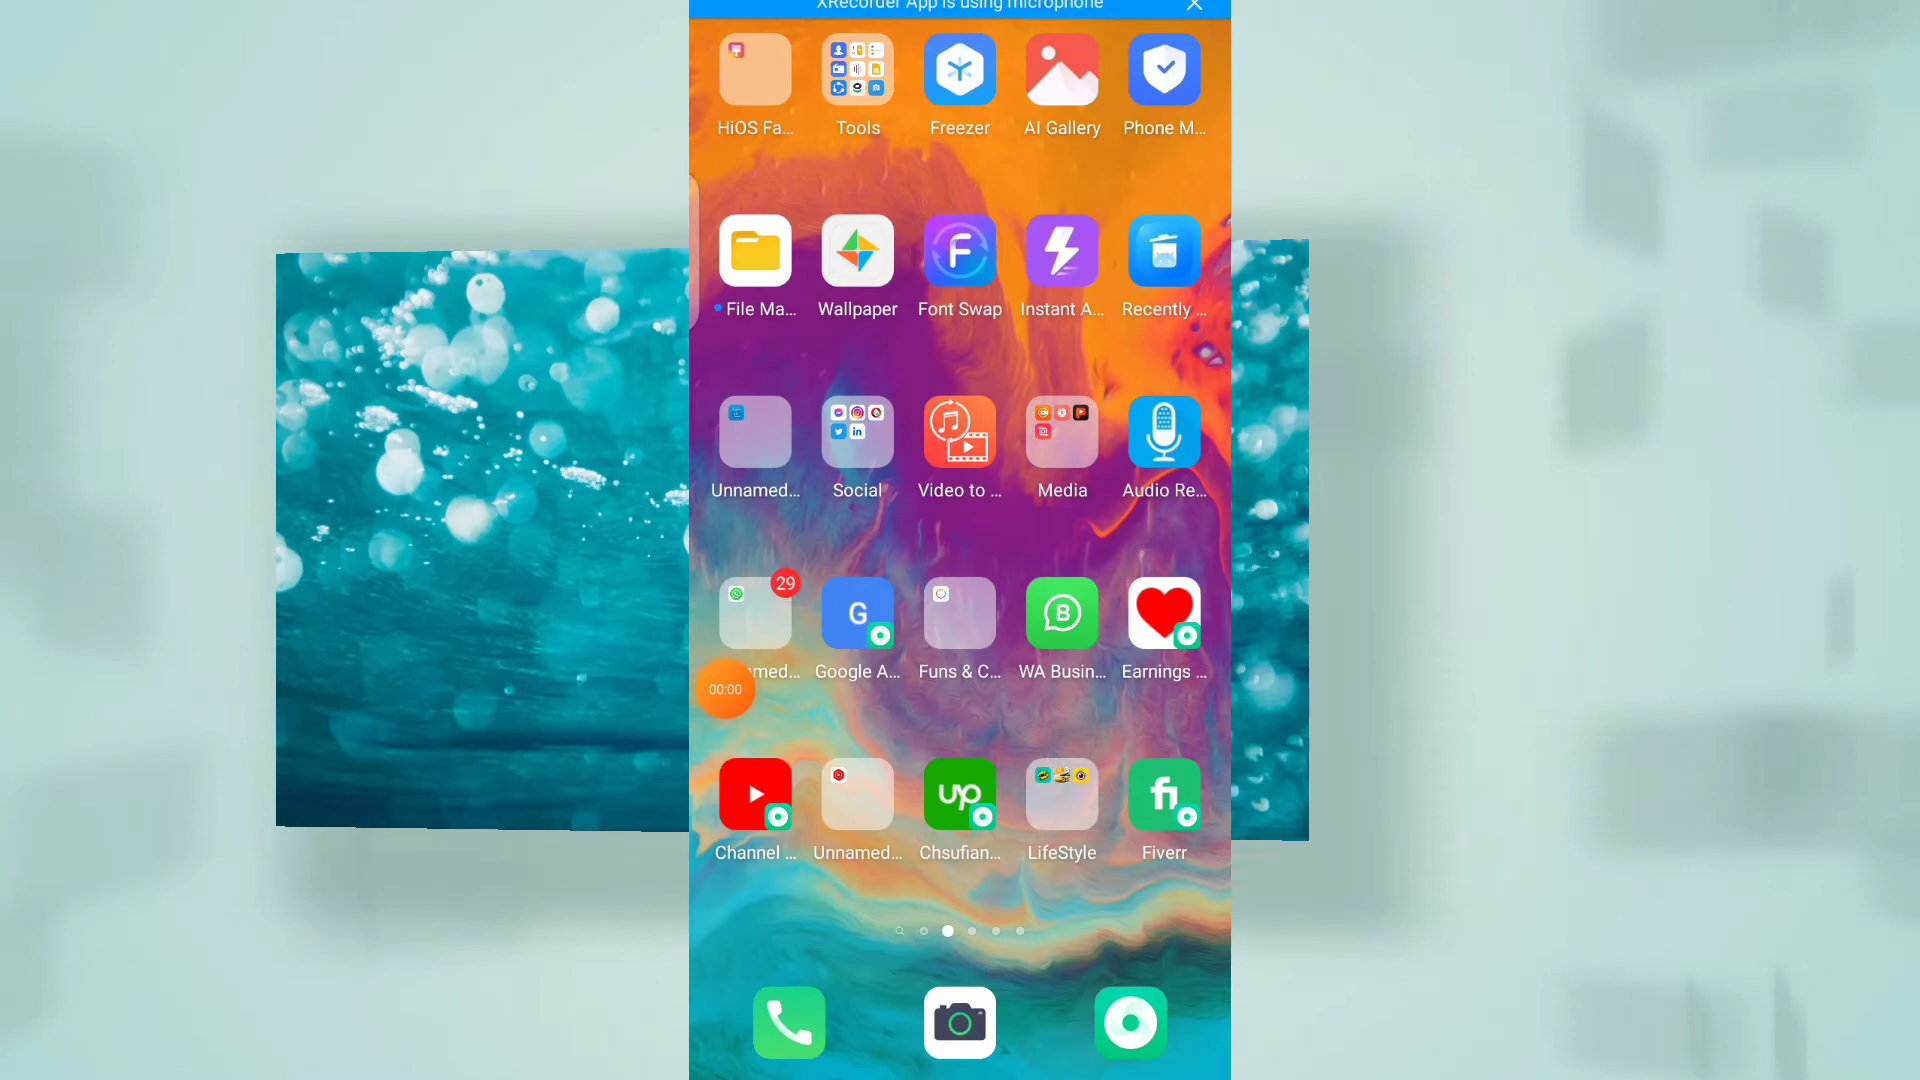 XRecorder App is using microphone
HiOS Fa...
Tools
Freezer
AI Gallery
Phone M...
File Ma...
Wallpaper
Font Swap
Instant A...
Recently ...
Unnamed...
Social
Video to ...
Media
Audio Re...
29
med...
Google A...
Funs & C...
WA Busin...
Earnings ...
00:00
Channel ...
Unnamed...
Chsufian...
LifeStyle
Fiverr